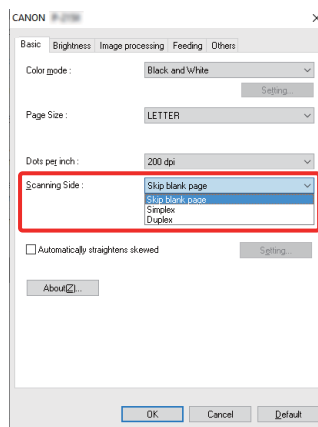 CANON
Basic Brightness Image processing Feeding Others
Color mode : Black and White
Setting...
Page Size : LETTER
Dots per inch : 200 dpi
Scanning Side : Skip blank page
Skip blank page
Simplex
Duplex
Automatically straightens skewed Setting...
About(Z)...
OK Cancel Default